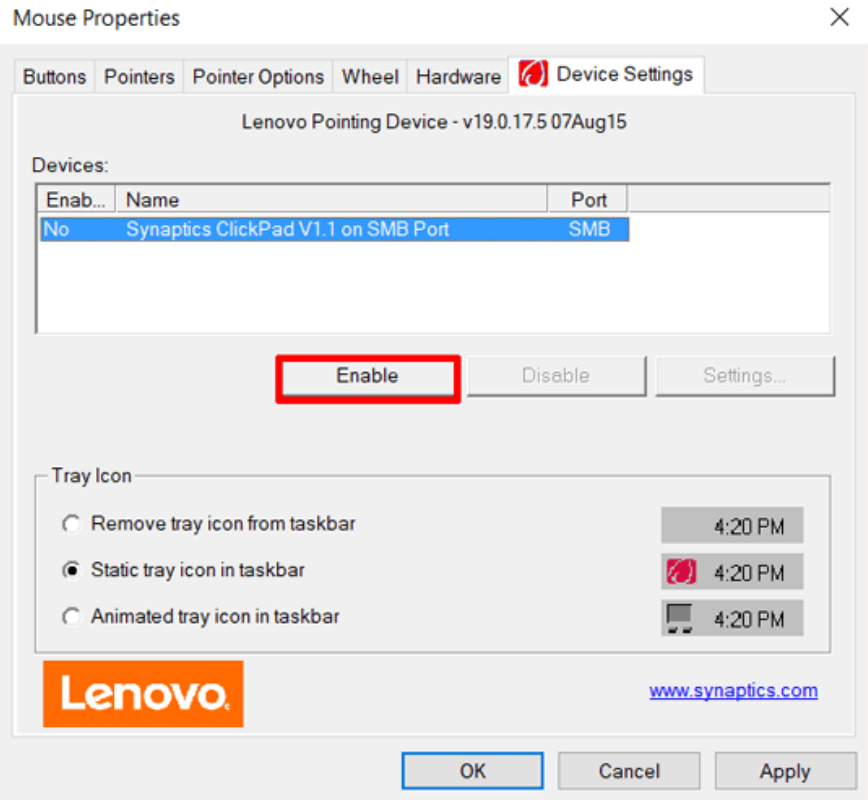 Mouse Properties
Buttons Pointers Pointer Options Wheel Hardware Device Settings
Lenovo Pointing Device - v19.0.17.5 07Aug15
Devices:
Enab... Name Port
No Synaptics ClickPad V1.1 on SMB Port SMB
Enable Disable Settings...
Tray Icon
Remove tray icon from taskbar 4:20 PM
Static tray icon in taskbar 4:20 PM
Animated tray icon in taskbar 4:20 PM
Lenovo www.synaptics.com
OK Cancel Apply